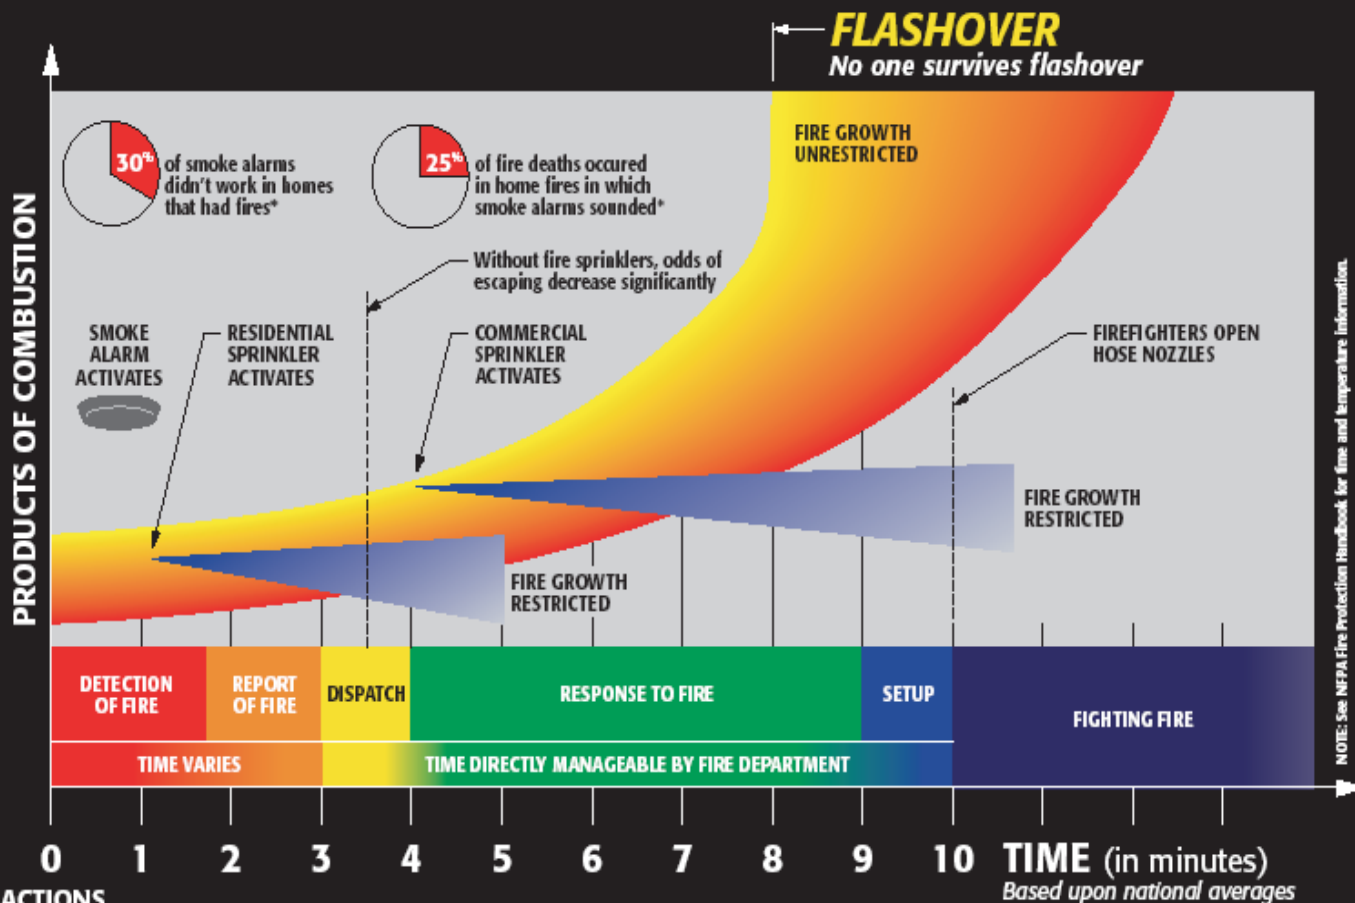 FLASHOVER
No one survives flashover
PRODUCTS OF COMBUSTION
30%
of smoke alarms
didn't work in homes
that had fires*
25%
of fire deaths occured
in home fires in which
smoke alarms sounded*
FIRE GROWTH
UNRESTRICTED
Without fire sprinklers, odds of
escaping decrease significantly
SMOKE
ALARM
ACTIVATES
RESIDENTIAL
SPRINKLER
ACTIVATES
COMMERCIAL
SPRINKLER
ACTIVATES
FIREFIGHTERS OPEN
HOSE NOZZLES
FIRE GROWTH
RESTRICTED
FIRE GROWTH
RESTRICTED
DETECTION
OF FIRE
REPORT
OF FIRE
DISPATCH
RESPONSE TO FIRE
SETUP
FIGHTING FIRE
TIME VARIES
TIME DIRECTLY MANAGEABLE BY FIRE DEPARTMENT
0 1 2 3 4 5 6 7 8 9 10 TIME (in minutes)
Based upon national averages
ACTIONS
NOTE: See NFPA Fire Protection Handbook for time and temperature information.